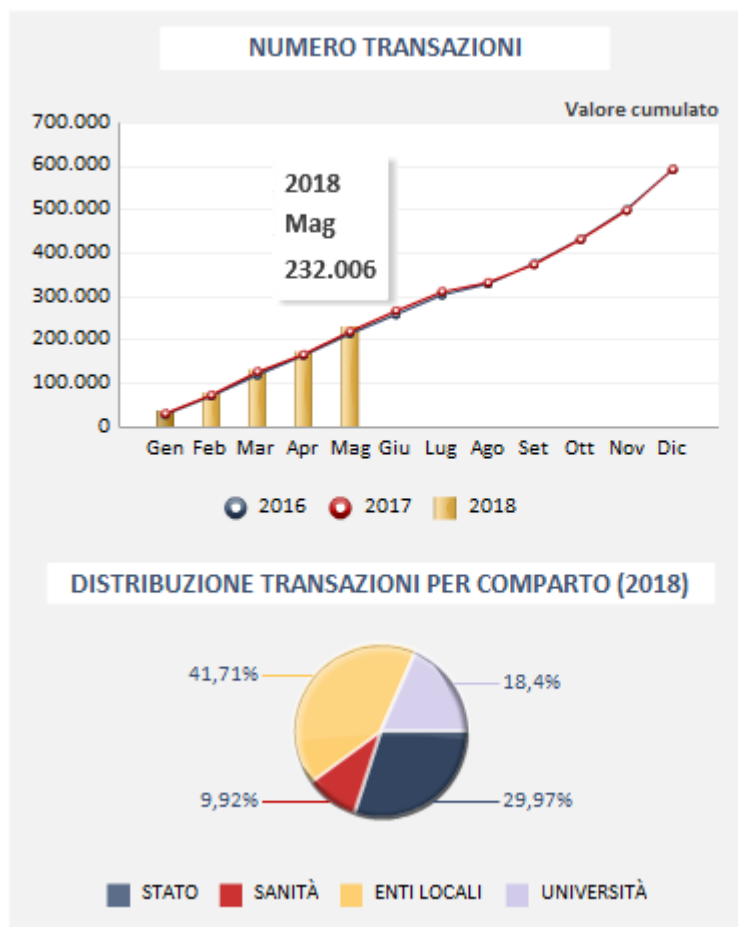 NUMERO TRANSAZIONI
Valore cumulato
700.000
600.000
500.000
400.000
300.000
200.000
100.000
0
2018
Mag
232.006
Gen Feb Mar Apr Mag Giu Lug Ago Set Ott Nov Dic
2016 2017 2018
DISTRIBUZIONE TRANSAZIONI PER COMPARTO (2018)
41,71%
18,4%
9,92%
29,97%
STATO SANITÀ ENTI LOCALI UNIVERSITÀ